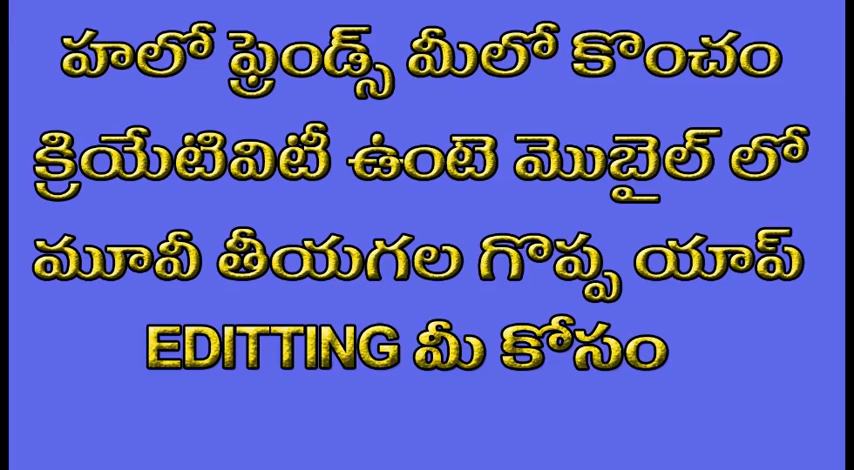 హలో ఫ్రెండ్స్ మీలో కొంచం
క్రియేటివిటీ ఉంటె మొబైల్ లో
మూవీ తీయగల గొప్ప యాప్
EDITTING మీ కోసం